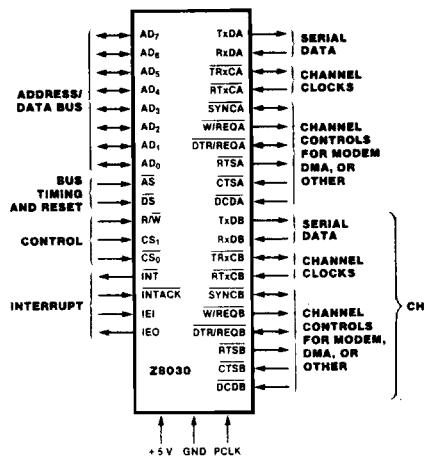 ADDRESS/
DATA BUS
BUS
TIMING
AND RESET
CONTROL
INTERRUPT
AD7
AD6
AD5
AD4
AD3
AD2
AD1
AD0
AS
DS
R/W
CS1
CS0
INT
INTACK
IEI
IEO
TxDA
RxDA
TRxCA
RTxCA
SYNCA
W/REQA
DTR/REQA
RTSA
CTSA
DCDA
TxDB
RxDB
TRxCB
RTxCB
SYNCB
W/REQB
DTR/REQB
RTSB
CTSB
DCDB
Z8030
SERIAL
DATA
CHANNEL
CLOCKS
CHANNEL
CONTROLS
FOR MODEM
DMA, OR
OTHER
SERIAL
DATA
CHANNEL
CLOCKS
CHANNEL
CONTROLS
FOR MODEM,
DMA, OR
OTHER
CH
+5 V GND PCLK